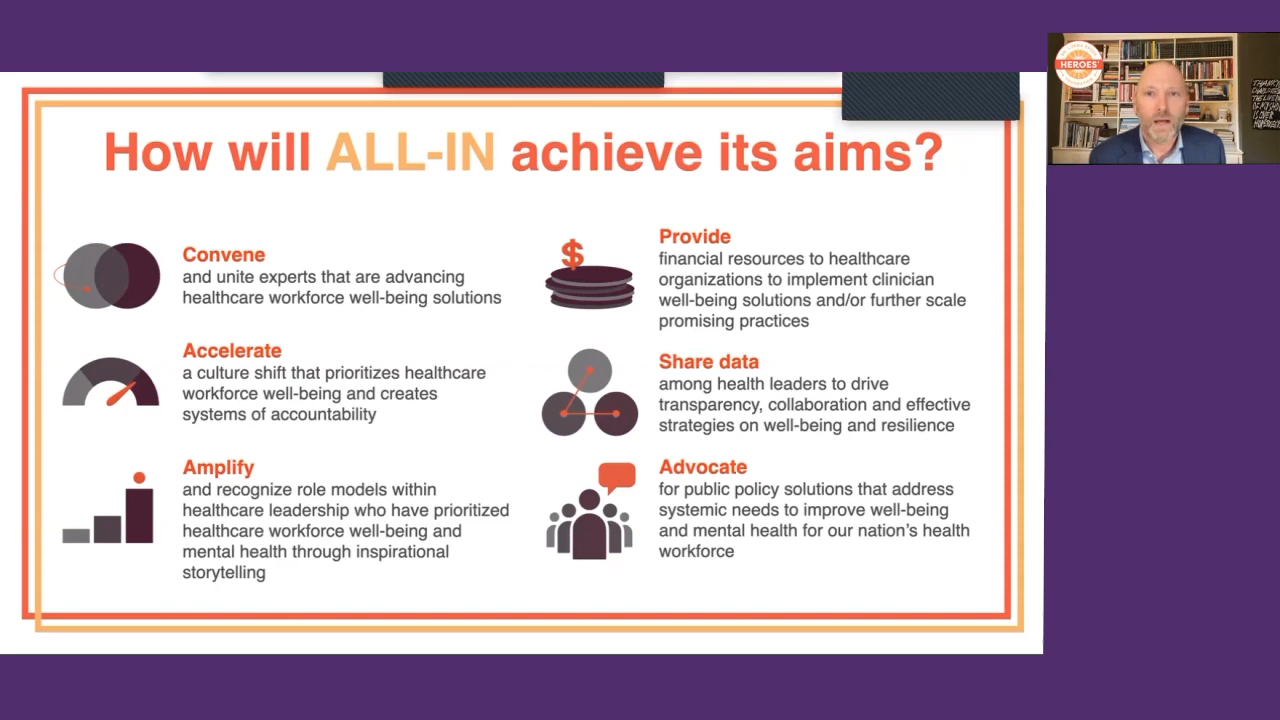 How will ALL-IN achieve its aims?
Convene
and unite experts that are advancing
healthcare workforce well-being solutions
Accelerate
a culture shift that prioritizes healthcare
workforce well-being and creates
systems of accountability
Amplify
and recognize role models within
healthcare leadership who have prioritized
healthcare workforce well-being and
mental health through inspirational
storytelling
$
Provide
financial resources to healthcare
organizations to implement clinician
well-being solutions and/or further scale
promising practices
Share data
among health leaders to drive
transparency, collaboration and effective
strategies on well-being and resilience
Advocate
for public policy solutions that address
systemic needs to improve well-being
and mental health for our nation’s health
workforce
HEROES'